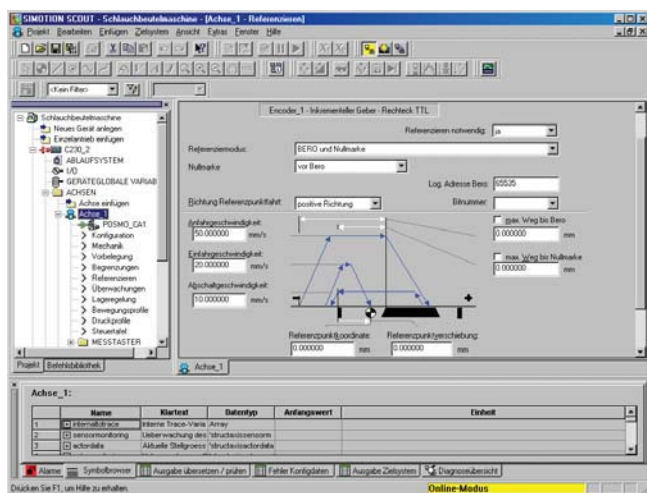 SIMOTION SCOUT - Schlauchbeutelmaschine - [Achse_1 - Referenzieren]
Projekt Bearbeiten Einfügen Zielsystem Ansicht Extras Fenster Hilfe
<Kein Filter>
Schlauchbeutelmaschine
Neues Gerät anlegen
Einzelantrieb einfügen
C230_2
ABLAUFSYSTEM
I/O
GERÄTEGLOBALE VARIAB
ACHSEN
Achse einfügen
Achse_1
POSMO_CA1
Konfiguration
Mechanik
Vorbelegung
Begrenzungen
Referenzieren
Überwachungen
Lageregelung
Bewegungsprofile
Druckprofile
Steuertafel
MESSTASTER
Projekt Befehlsbibliothek
Encoder_1 - Inkrementeller Geber - Rechteck TTL
Referenzieren notwendig: ja
Referenziermodus: BERO und Nullmarke
Nullmarke vor Bero
Log. Adresse Bero: 65535
Richtung Referenzpunktfahrt: positive Richtung Bitnummer:
Anfahrgeschwindigkeit:
50.000000 mm/s
max. Weg bis Bero
0.000000 mm
Einfahrgeschwindigkeit:
20.000000 mm/s
max. Weg bis Nullmarke
0.000000 mm
Abschaltgeschwindigkeit:
10.000000 mm/s
Referenzpunktkoordinate: Referenzpunktverschiebung:
0.000000 mm 0.000000 mm
Achse_1
Achse_1:
Name Klartext Datentyp Anfangswert Einheit
1 internaltotrace Interne Trace-Varia Array
2 sensormonitoring Ueberwachung des 'structaxissensorm
3 actordata Aktuelle Stellgroess 'structaxisactordata
Alarme Symbolbrowser Ausgabe übersetzen / prüfen Fehler Konfigdaten Ausgabe Zielsystem Diagnoseübersicht
Drücken Sie F1, um Hilfe zu erhalten. Online-Modus